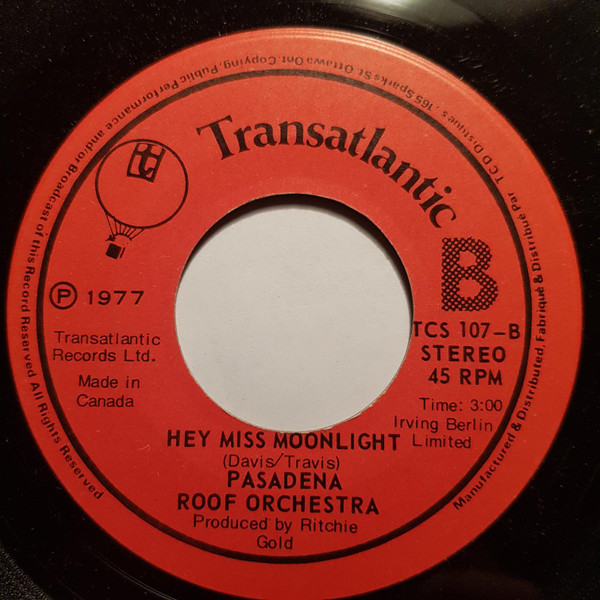 Transatlantic
B
Ⓟ 1977
Transatlantic
Records Ltd.
Made in
Canada
TCS 107-B
STEREO
45 RPM
Time: 3:00
Irving Berlin
Limited
HEY MISS MOONLIGHT
(Davis/Travis)
PASADENA
ROOF ORCHESTRA
Produced by Ritchie
Gold
Manufactured & Distributed, Fabriqué & Distribué Par TCD Distique's, 165 Sparks St. Ottawa Ont. Copying, Public Performance and/or Broadcast of this Record Reserved All Rights Reserved